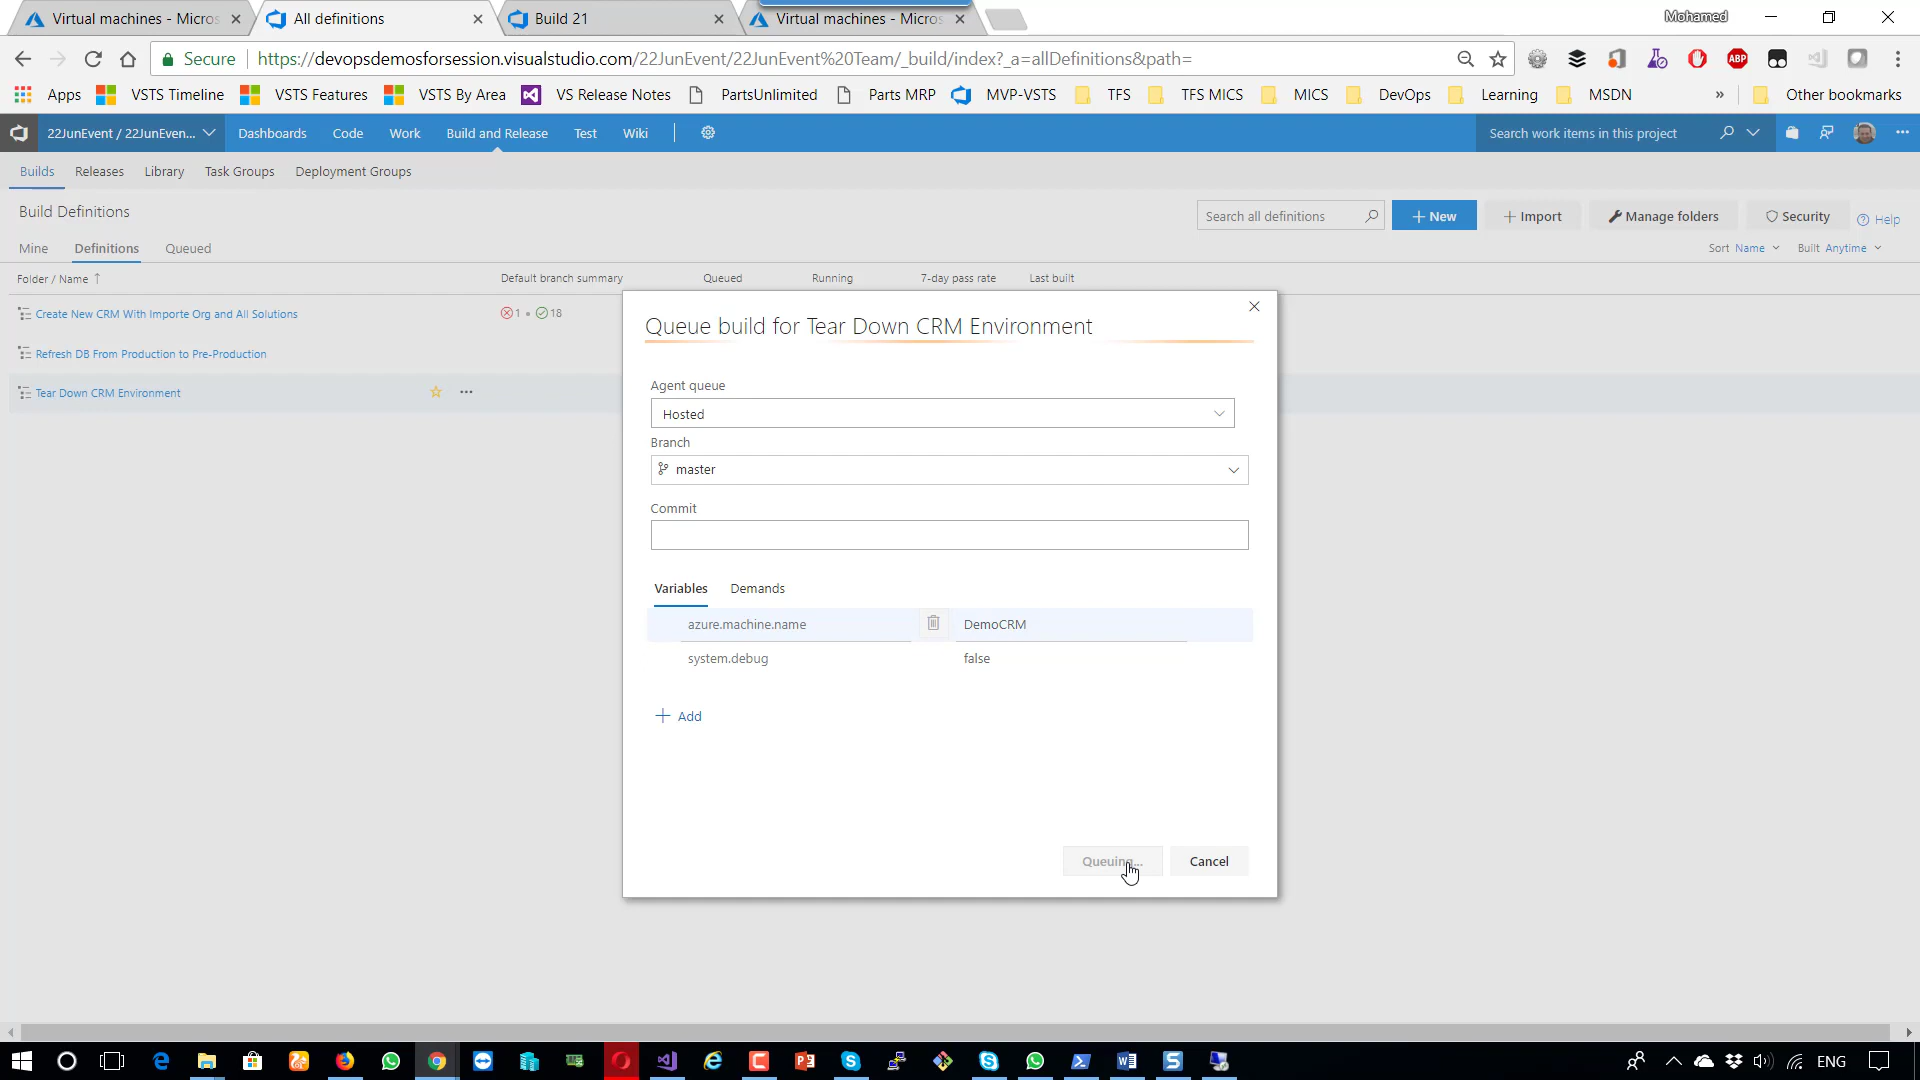 Virtual machines - Micros
All definitions
Build 21
Virtual machines - Micros
Mohamed
Secure
https://devopsdemosforsession.visualstudio.com/22JunEvent/22JunEvent%20Team/_build/index?_a=allDefinitions&path=
ABP
Apps
VSTS Timeline
VSTS Features
VSTS By Area
VS Release Notes
PartsUnlimited
Parts MRP
MVP-VSTS
TFS
TFS MICS
MICS
DevOps
Learning
MSDN
»
Other bookmarks
22JunEvent / 22JunEven...
Dashboards
Code
Work
Build and Release
Test
Wiki
Search work items in this project
Builds
Releases
Library
Task Groups
Deployment Groups
Build Definitions
Search all definitions
+ New
+ Import
Manage folders
Security
Help
Mine
Definitions
Queued
Sort Name
Built Anytime
Folder / Name ↑
Default branch summary
Queued
Running
7-day pass rate
Last built
Create New CRM With Importe Org and All Solutions
1 • 18
Refresh DB From Production to Pre-Production
Tear Down CRM Environment
Queue build for Tear Down CRM Environment
Agent queue
Hosted
Branch
master
Commit
Variables
Demands
azure.machine.name
DemoCRM
system.debug
false
+ Add
Queuing...
Cancel
ENG